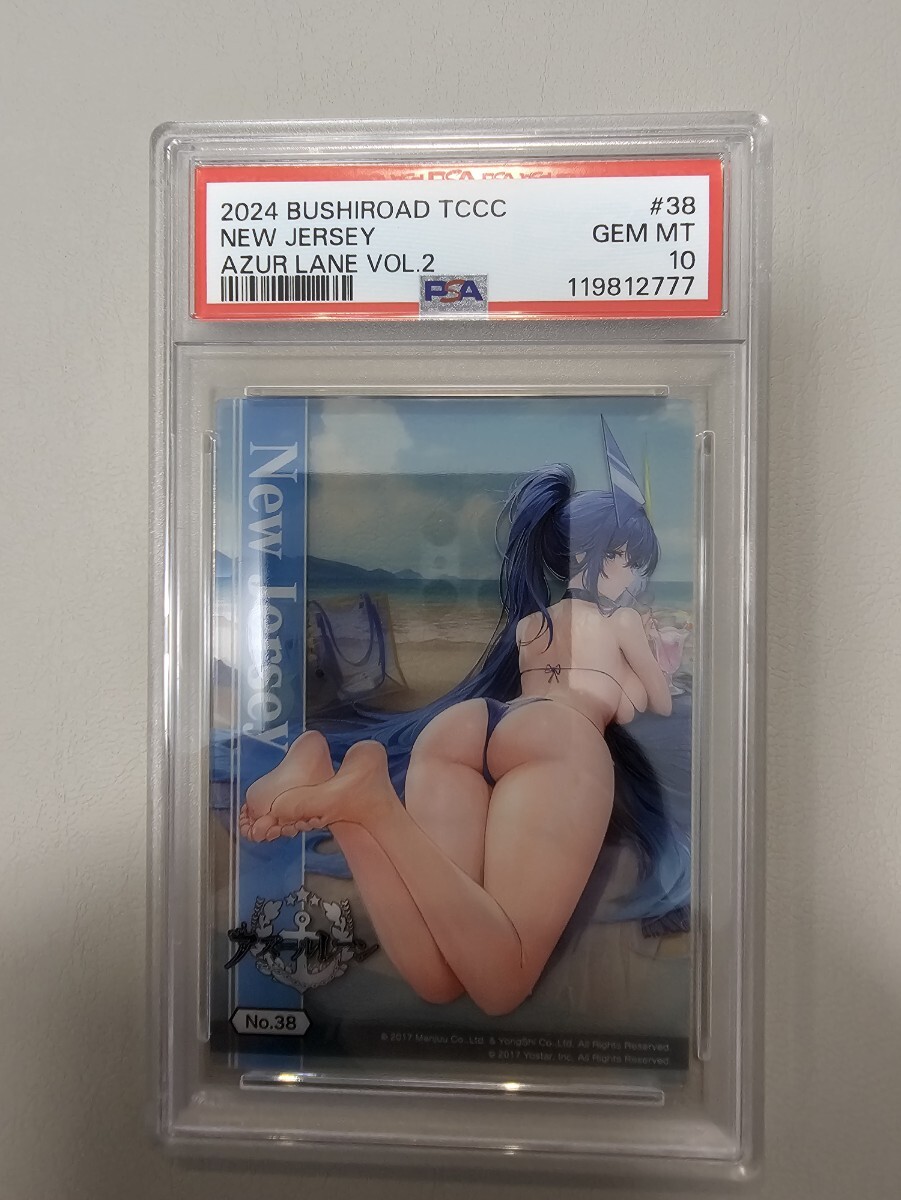 2024 BUSHIROAD TCCC #38
NEW JERSEY GEM MT
AZUR LANE VOL.2 10
PSA 119812777
New Jersey
アズールレーン
No.38
© 2017 Manjuu Co.,Ltd. & YongShi Co.,Ltd. All Rights Reserved.
© 2017 Yostar, Inc. All Rights Reserved.